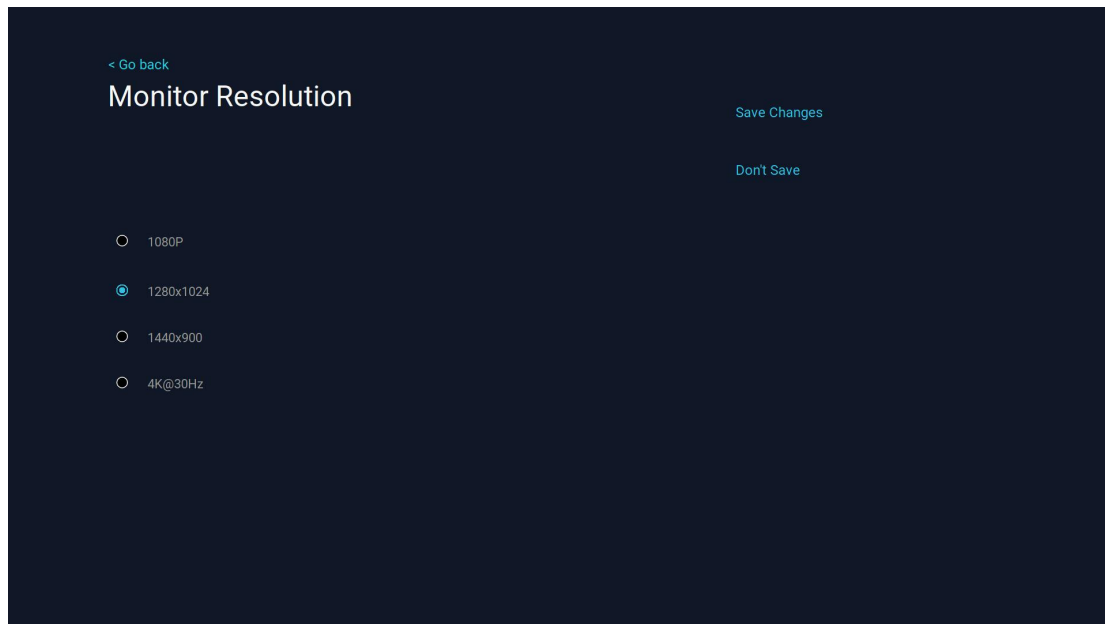 < Go back
Monitor Resolution
Save Changes
Don't Save
1080P
1280x1024
1440x900
4K@30Hz